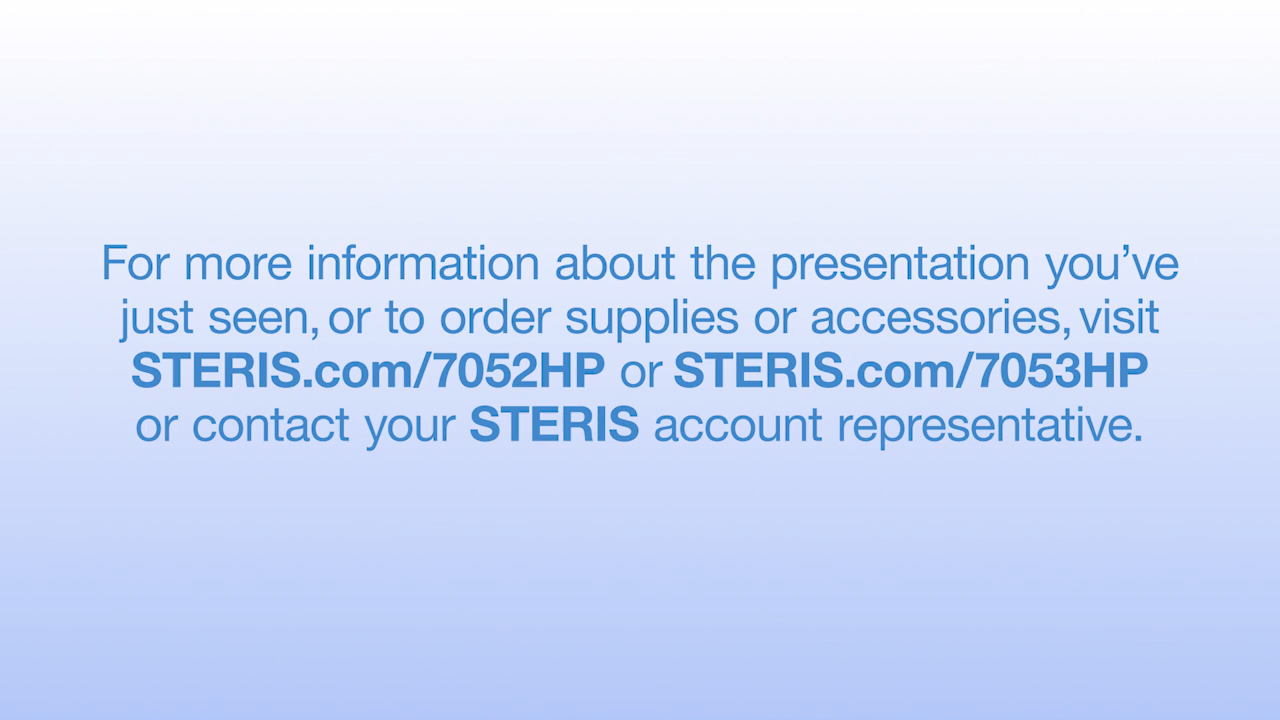 For more information about the presentation you’ve
just seen, or to order supplies or accessories, visit
STERIS.com/7052HP or STERIS.com/7053HP
or contact your STERIS account representative.